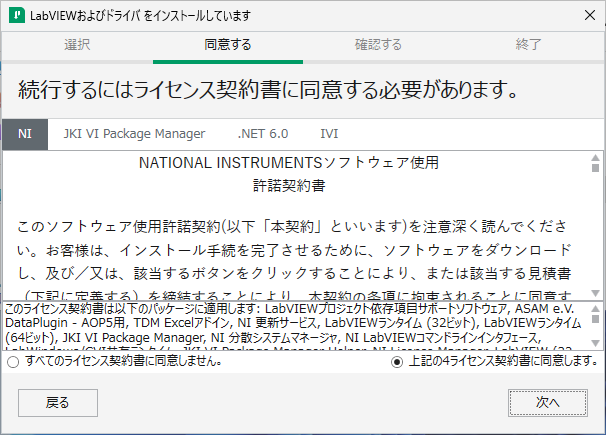 LabVIEWおよびドライバをインストールしています
選択
同意する
確認する
終了
続行するにはライセンス契約書に同意する必要があります。
NI
JKI VI Package Manager
.NET 6.0
IVI
NATIONAL INSTRUMENTSソフトウェア使用
許諾契約書
このソフトウェア使用許諾契約(以下「本契約」といいます)を注意深く読んでくださ
い。お客様は、インストール手続を完了させるために、ソフトウェアをダウンロード
し、及び／又は、該当するボタンをクリックすることにより、または該当する見積書
（下記に定義する）を締結することにより、本契約の条項に拘束されることに同意す
このライセンス契約書は以下のパッケージに適用します: LabVIEWプロジェクト依存項目サポートソフトウェア, ASAM e.V.
DataPlugin - AOP5用, TDM Excelアドイン, NI 更新サービス, LabVIEWランタイム (32ビット), LabVIEWランタイム
(64ビット), JKI VI Package Manager, NI 分散システムマネージャ, NI LabVIEWコマンドラインインタフェース,
LabWindows/CVI共有ランタイム, JKI VI Package Manager Helper, NI License Manager, LabVIEW (32
すべてのライセンス契約書に同意しません。
上記の4ライセンス契約書に同意します。
戻る
次へ